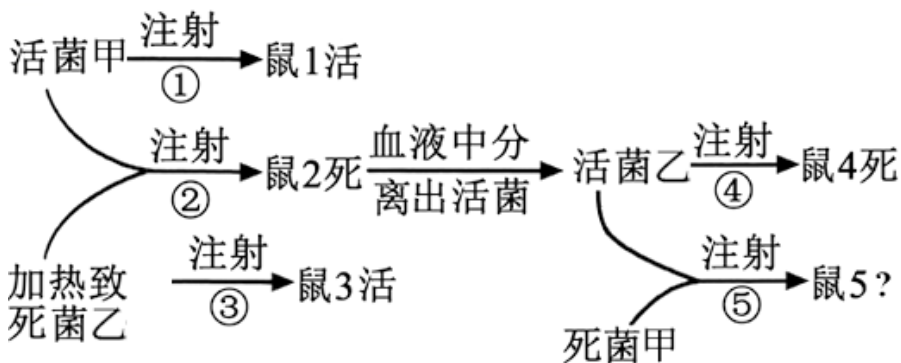 活菌甲 注射 ① 鼠1活
注射 ② 鼠2死 血液中分离出活菌 活菌乙 注射 ④ 鼠4死
加热致
死菌乙
注射 ③ 鼠3活
注射 ⑤ 鼠5?
死菌甲